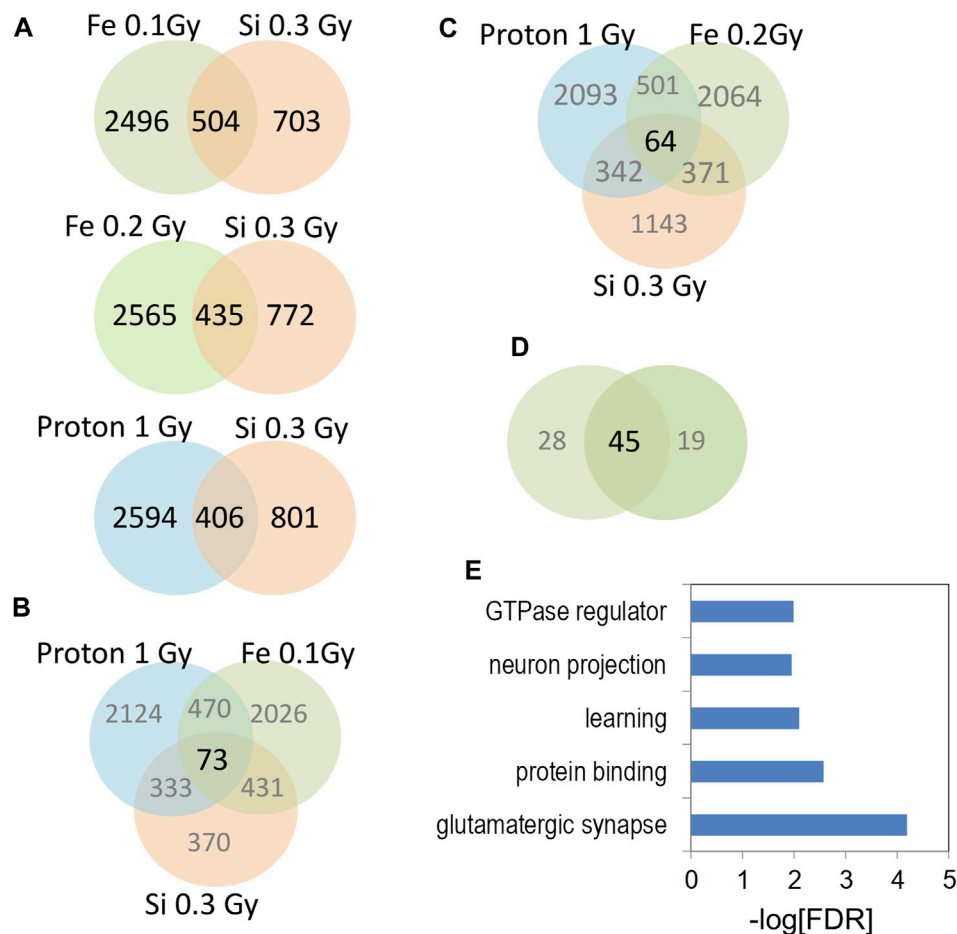 A
Fe 0.1Gy Si 0.3 Gy
2496 504 703
Fe 0.2 Gy Si 0.3 Gy
2565 435 772
Proton 1 Gy Si 0.3 Gy
2594 406 801
B
Proton 1 Gy Fe 0.1Gy
2124 470 2026
73
333 431
370
Si 0.3 Gy
C
Proton 1 Gy Fe 0.2Gy
2093 501 2064
64
342 371
1143
Si 0.3 Gy
D
28 45 19
E
GTPase regulator
neuron projection
learning
protein binding
glutamatergic synapse
0 1 2 3 4 5
-log[FDR]